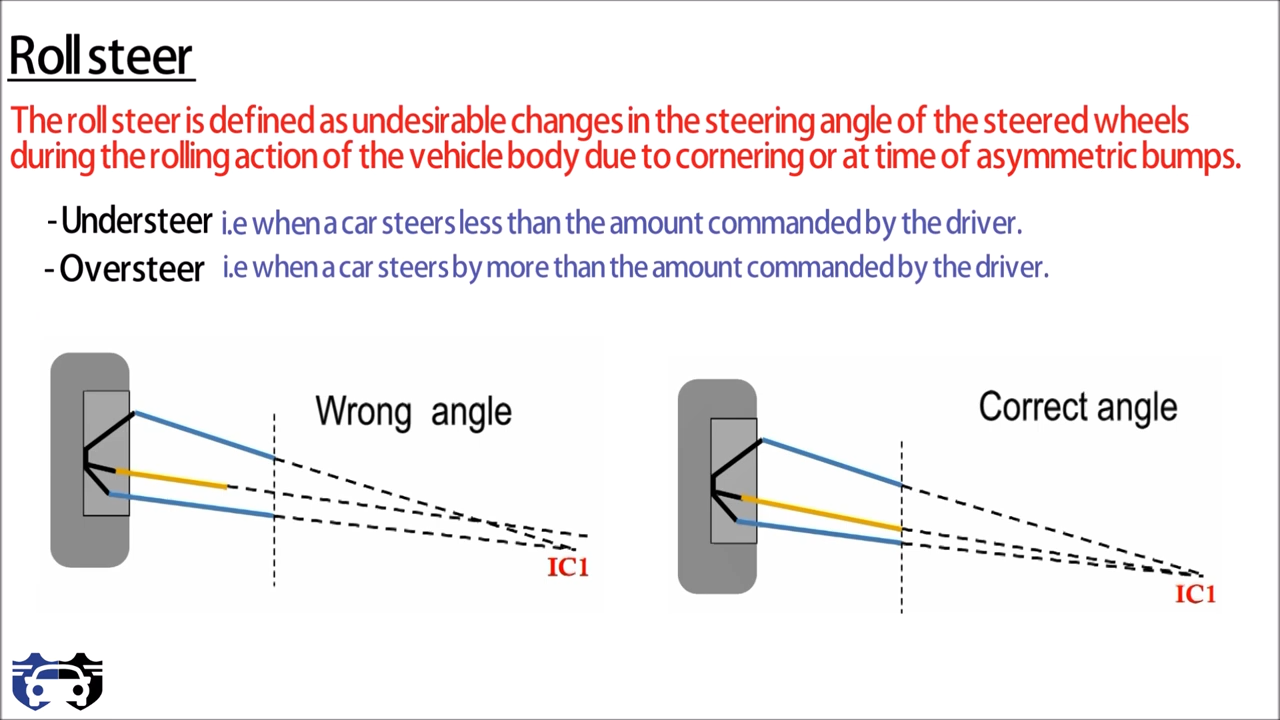 Roll steer
The roll steer is defined as undesirable changes in the steering angle of the steered wheels
during the rolling action of the vehicle body due to cornering or at time of asymmetric bumps.
- Understeer i.e when a car steers less than the amount commanded by the driver.
- Oversteer i.e when a car steers by more than the amount commanded by the driver.
Wrong angle
IC1
Correct angle
IC1